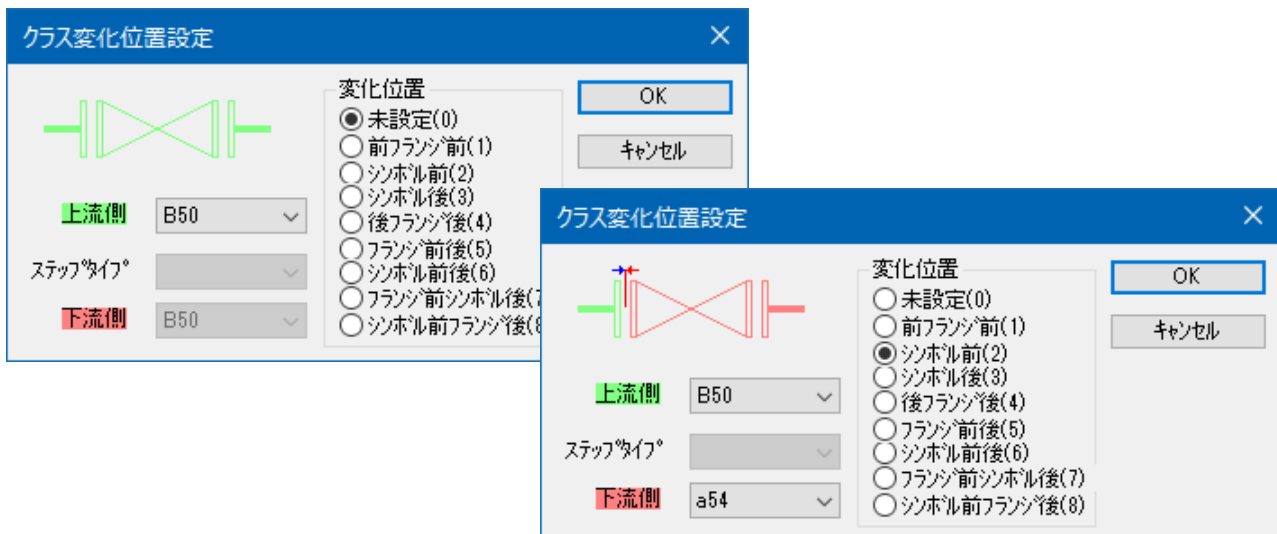 クラス変化位置設定
変化位置
未設定(0)
前フランジ前(1)
シンボル前(2)
シンボル後(3)
後フランジ後(4)
フランジ前後(5)
シンボル前後(6)
フランジ前シンボル後(7
シンボル前フランジ後(8
OK
キャンセル
上流側 B50
ステップタイプ
下流側 B50
クラス変化位置設定
変化位置
未設定(0)
前フランジ前(1)
シンボル前(2)
シンボル後(3)
後フランジ後(4)
フランジ前後(5)
シンボル前後(6)
フランジ前シンボル後(7)
シンボル前フランジ後(8)
OK
キャンセル
上流側 B50
ステップタイプ
下流側 a54